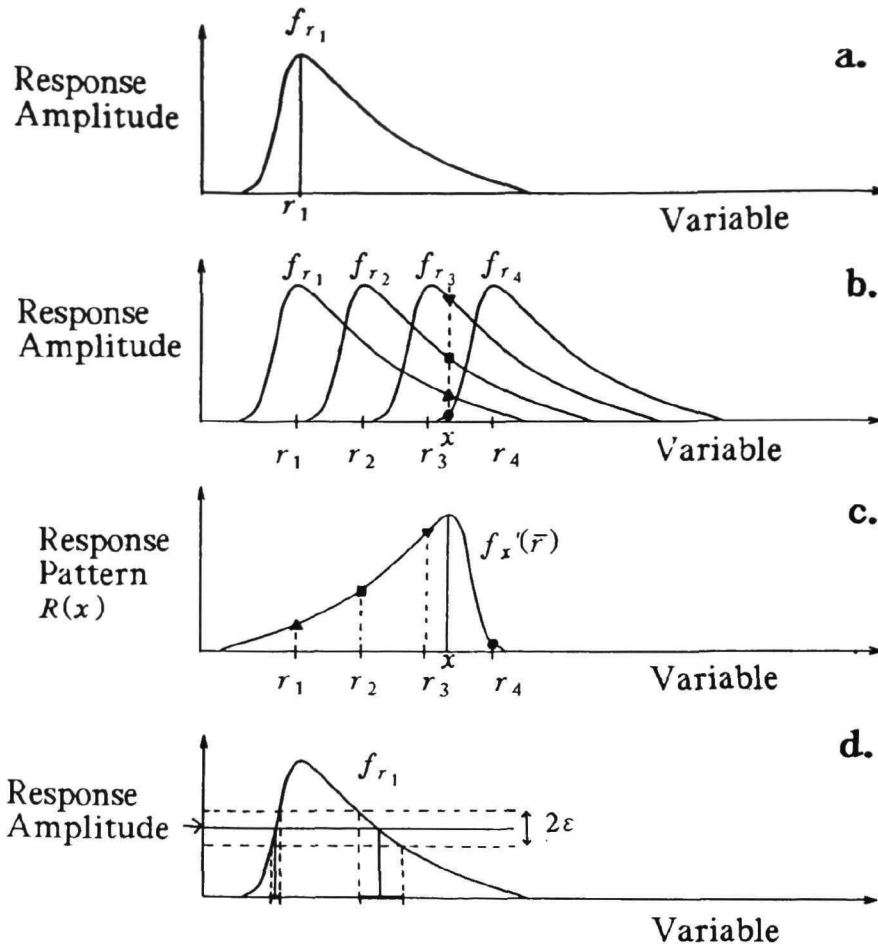 a.
f_{r_1}
Response
Amplitude
r_1
Variable
b.
f_{r_1} f_{r_2} f_{r_3} f_{r_4}
Response
Amplitude
r_1 r_2 r_3 x r_4
Variable
c.
Response
Pattern
R(x)
f_x'(r̄)
r_1 r_2 r_3 x r_4
Variable
d.
f_{r_1}
Response
Amplitude
2ε
Variable